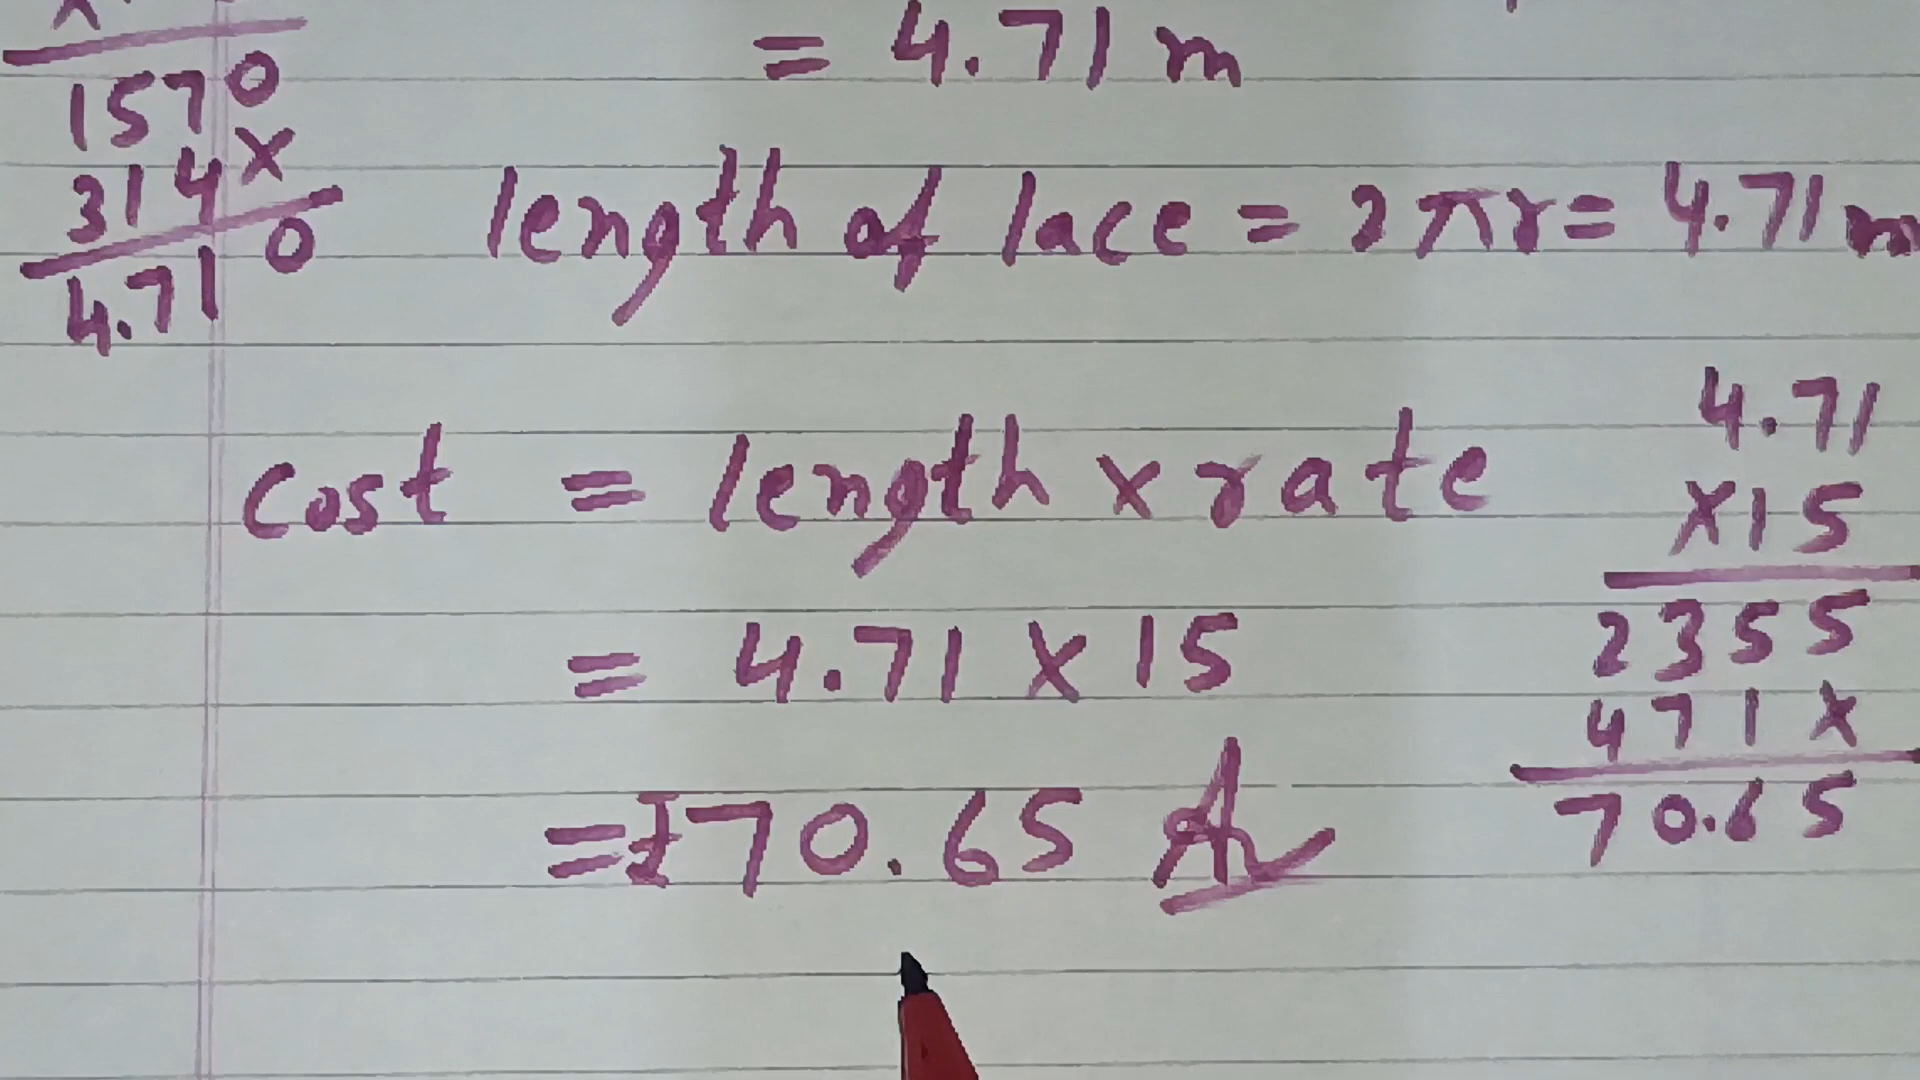 1570
314x
4.710
= 4.71 m
length of lace = 2πr = 4.71 m
cost = length x rate
= 4.71 x 15
= ₹70.65 A
4.71
x15
2355
471x
70.65